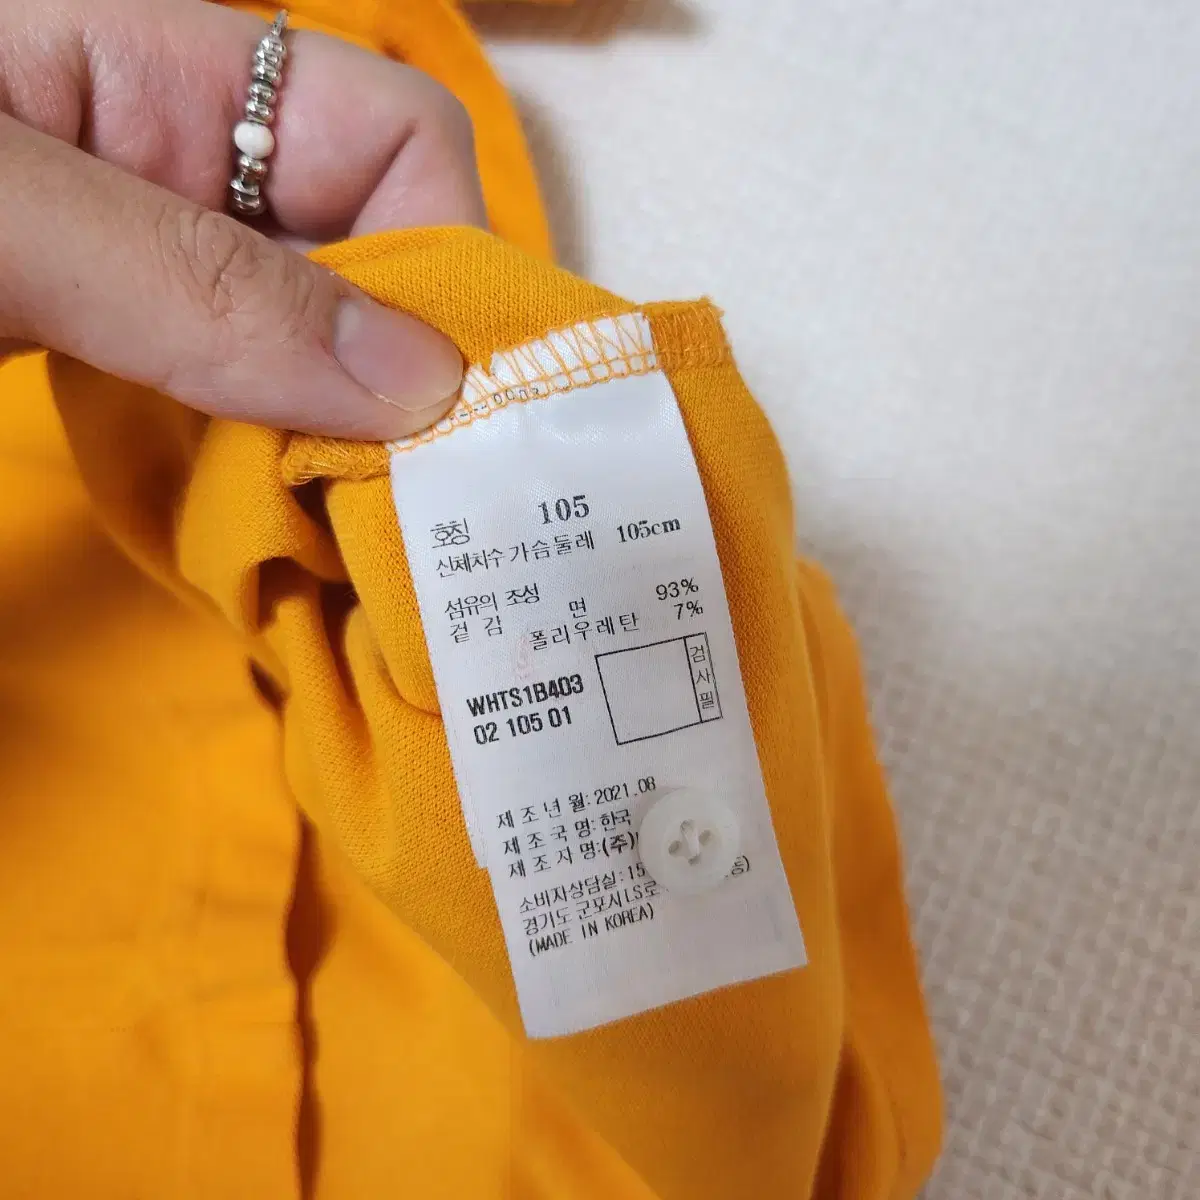 호칭 105
신체치수 가슴둘레 105cm
섬유의 조성
겉 감 면 93%
폴리우레탄 7%
검사필
WHTS1B403
02 105 01
제 조 년 월: 2021.08
제 조 국 명: 한국
제 조 자 명:(주)
소비자상담실: 15
경기도 군포시 LS로
(MADE IN KOREA)